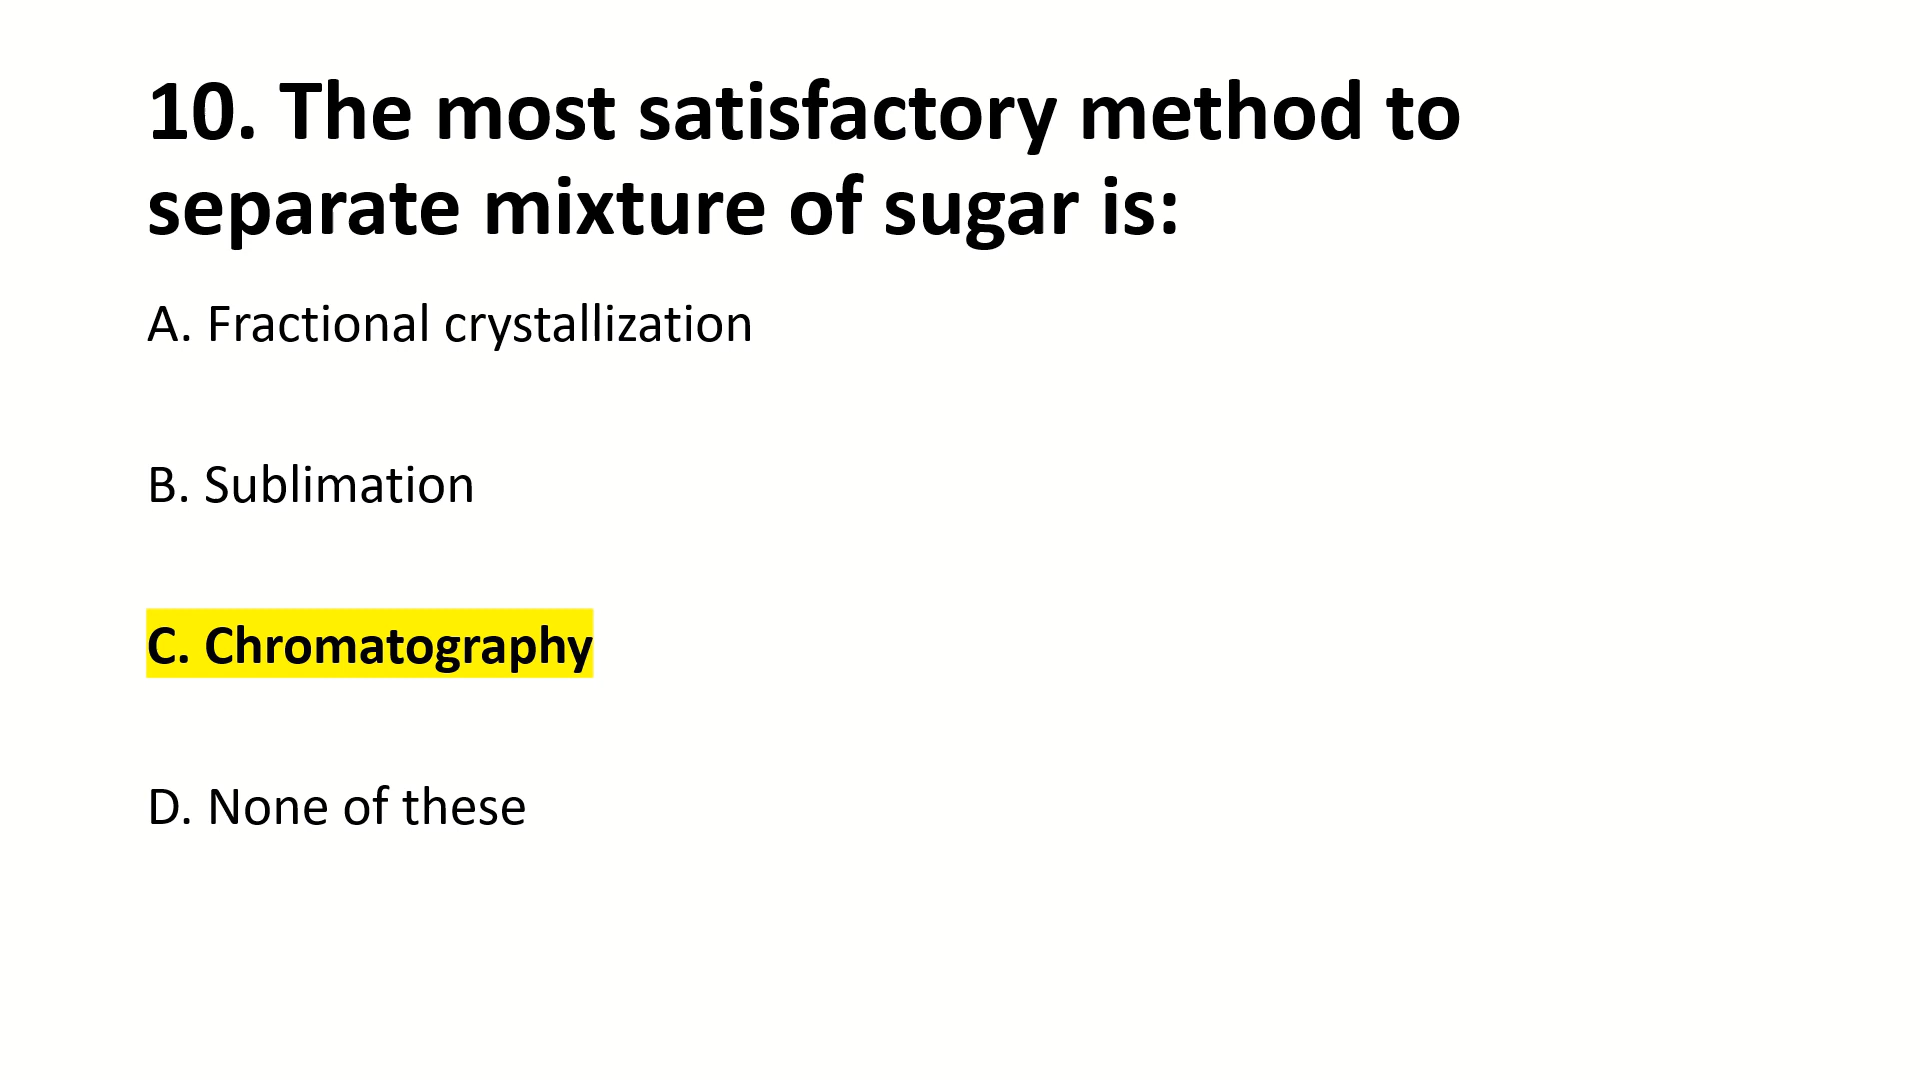 10. The most satisfactory method to
separate mixture of sugar is:
A. Fractional crystallization
B. Sublimation
C. Chromatography
D. None of these